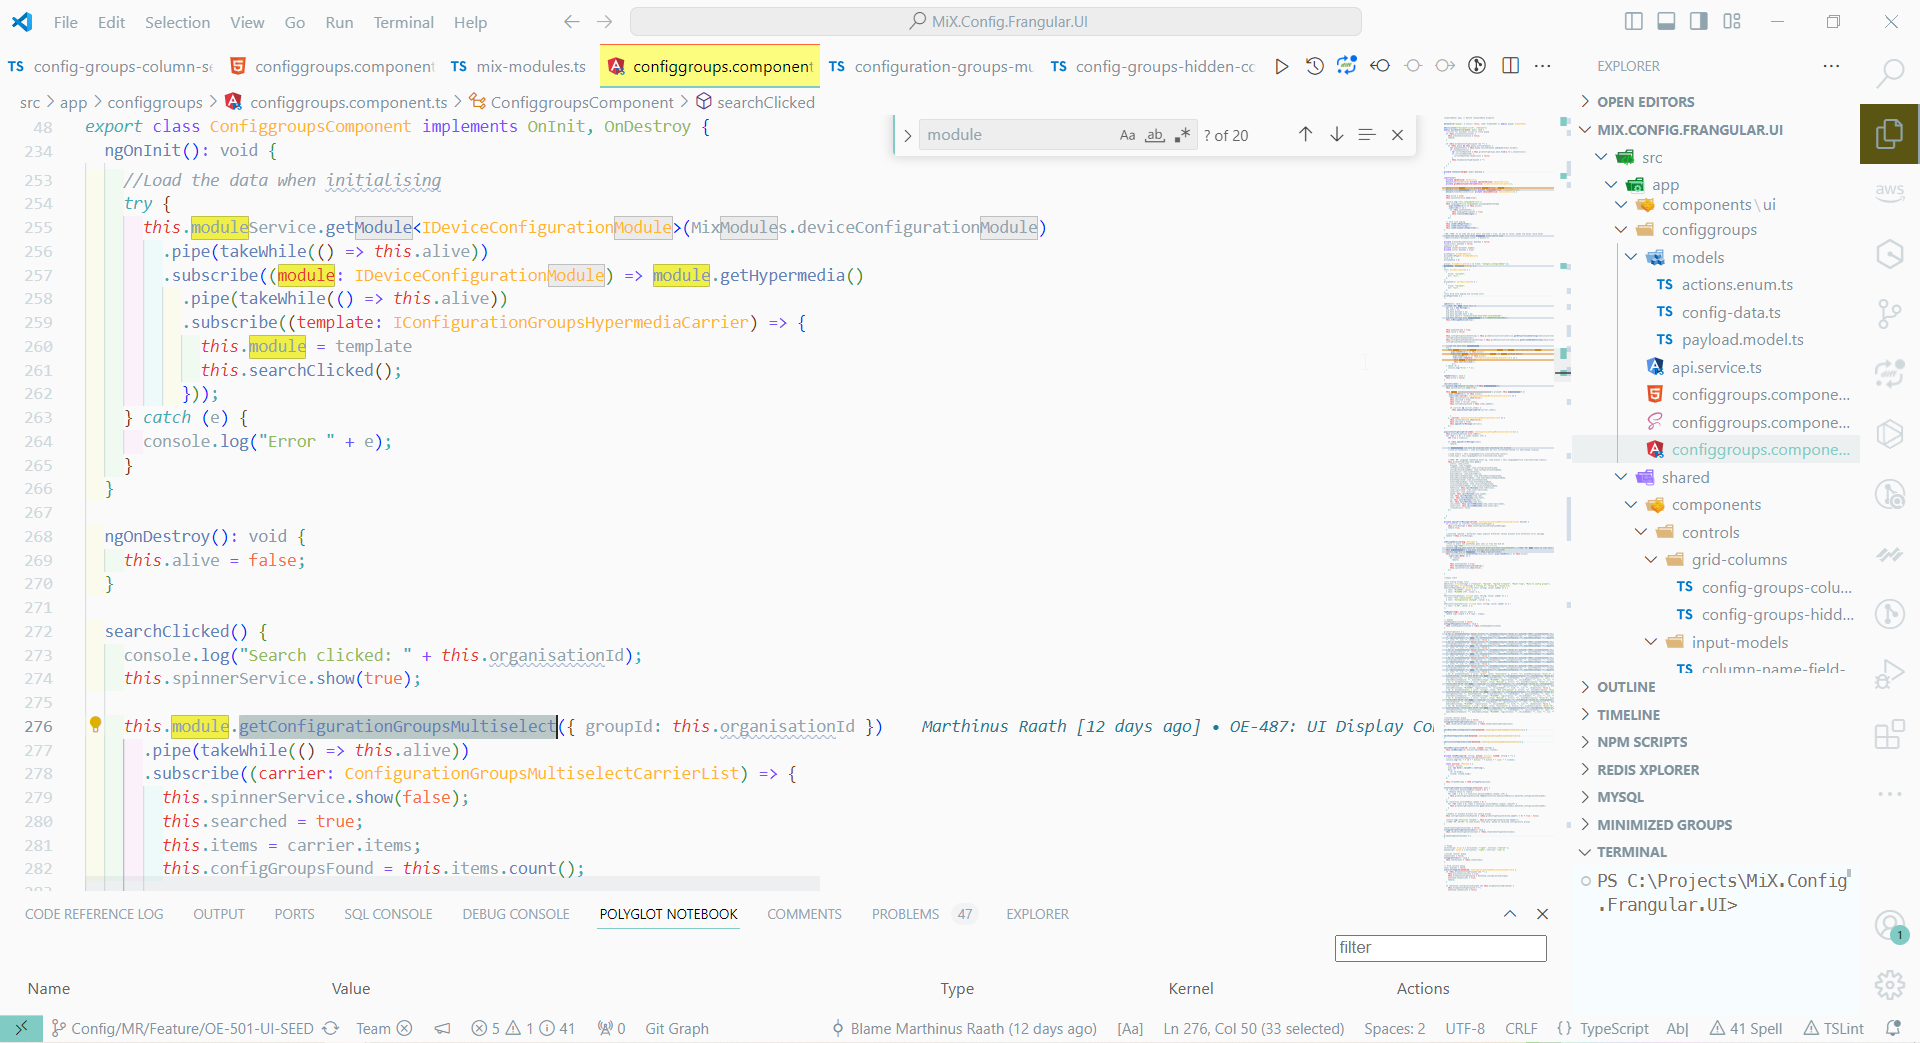 File Edit Selection View Go Run Terminal Help
MiX.Config.Frangular.UI
TS config-groups-column-se
configgroups.component
TS mix-modules.ts
configgroups.component
TS configuration-groups-mu
TS config-groups-hidden-co
src > app > configgroups > configgroups.component.ts > ConfiggroupsComponent > searchClicked
module
Aa ab .* ? of 20
48 export class ConfiggroupsComponent implements OnInit, OnDestroy {
234 ngOnInit(): void {
253 //Load the data when initialising
254 try {
255 this.moduleService.getModule<IDeviceConfigurationModule>(MixModules.deviceConfigurationModule)
256 .pipe(takeWhile(() => this.alive))
257 .subscribe((module: IDeviceConfigurationModule) => module.getHypermedia()
258 .pipe(takeWhile(() => this.alive))
259 .subscribe((template: IConfigurationGroupsHypermediaCarrier) => {
260 this.module = template
261 this.searchClicked();
262 }));
263 } catch (e) {
264 console.log("Error " + e);
265 }
266 }
267
268 ngOnDestroy(): void {
269 this.alive = false;
270 }
271
272 searchClicked() {
273 console.log("Search clicked: " + this.organisationId);
274 this.spinnerService.show(true);
275
276 this.module.getConfigurationGroupsMultiselect({ groupId: this.organisationId }) Marthinus Raath [12 days ago] • OE-487: UI Display Co
277 .pipe(takeWhile(() => this.alive))
278 .subscribe((carrier: ConfigurationGroupsMultiselectCarrierList) => {
279 this.spinnerService.show(false);
280 this.searched = true;
281 this.items = carrier.items;
282 this.configGroupsFound = this.items.count();
EXPLORER
OPEN EDITORS
MIX.CONFIG.FRANGULAR.UI
src
app
components\ui
configgroups
models
TS actions.enum.ts
TS config-data.ts
TS payload.model.ts
api.service.ts
configgroups.compone...
configgroups.compone...
configgroups.compone...
shared
components
controls
grid-columns
TS config-groups-colu...
TS config-groups-hidd...
input-models
TS column-name-field-
OUTLINE
TIMELINE
NPM SCRIPTS
REDIS XPLORER
MYSQL
MINIMIZED GROUPS
TERMINAL
PS C:\Projects\MiX.Config
.Frangular.UI>
aws
1
CODE REFERENCE LOG OUTPUT PORTS SQL CONSOLE DEBUG CONSOLE POLYGLOT NOTEBOOK COMMENTS PROBLEMS 47 EXPLORER
filter
Name Value Type Kernel Actions
Config/MR/Feature/OE-501-UI-SEED Team 5 1 41 0 Git Graph Blame Marthinus Raath (12 days ago) [Aa] Ln 276, Col 50 (33 selected) Spaces: 2 UTF-8 CRLF {} TypeScript Ab| 41 Spell TSLint